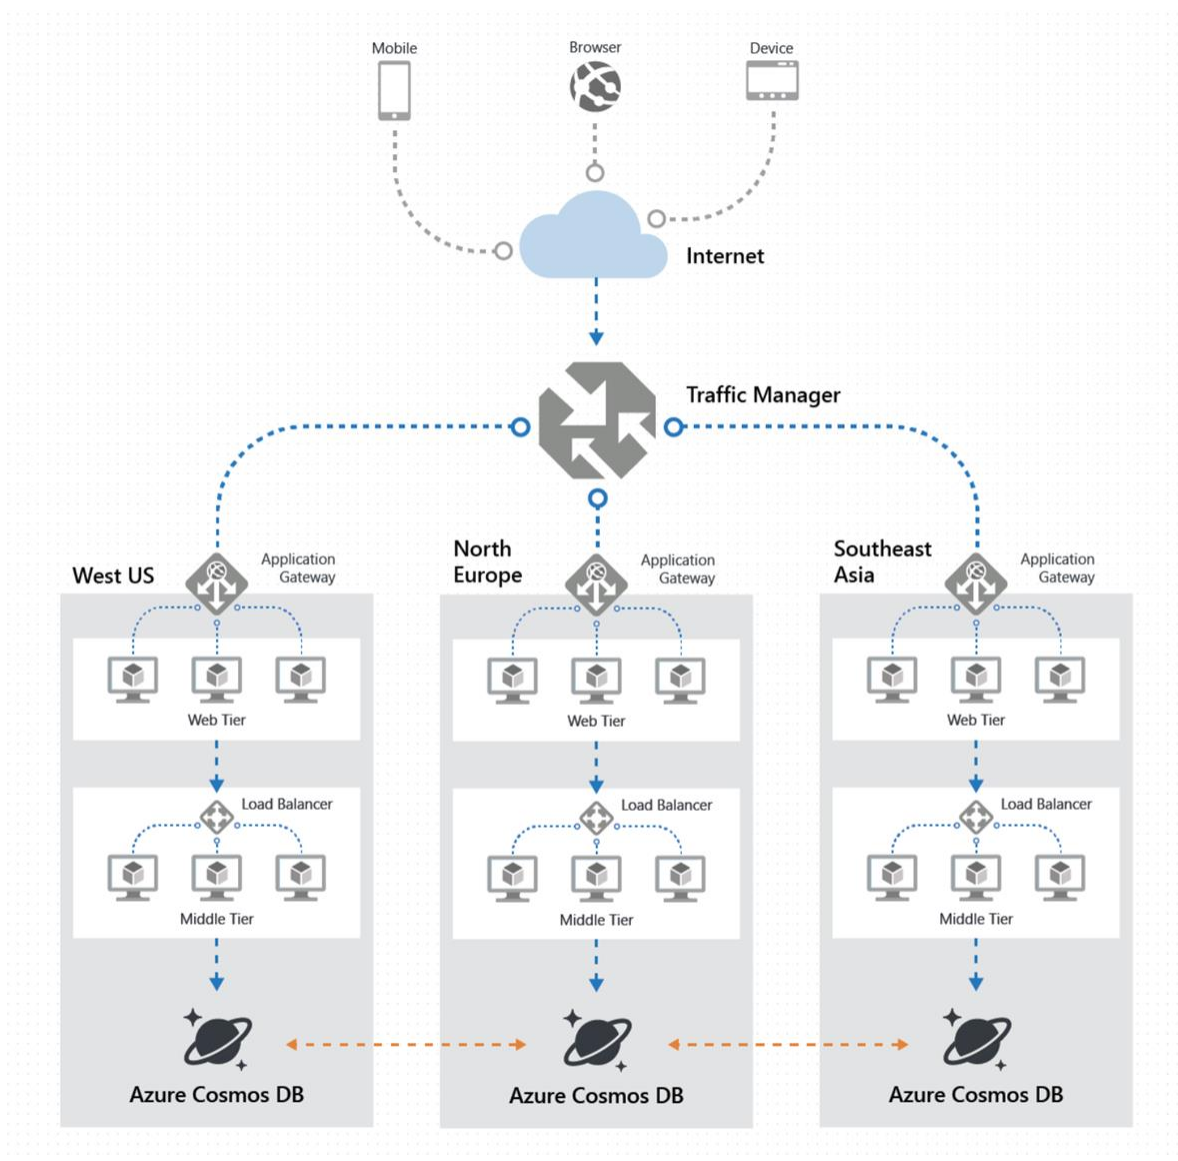 Mobile
Browser
Device
Internet
Traffic Manager
West US
Application
Gateway
North
Europe
Application
Gateway
Southeast
Asia
Application
Gateway
Web Tier
Web Tier
Web Tier
Load Balancer
Load Balancer
Load Balancer
Middle Tier
Middle Tier
Middle Tier
Azure Cosmos DB
Azure Cosmos DB
Azure Cosmos DB